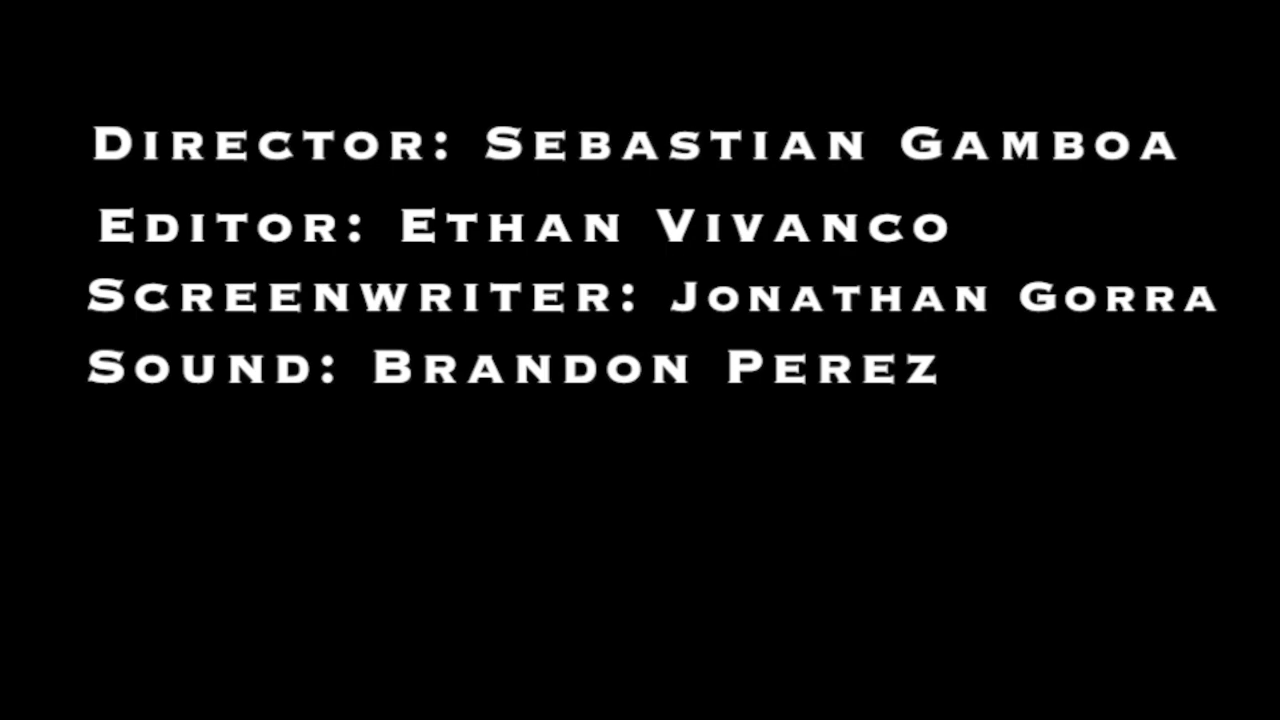 Director: Sebastian Gamboa
Editor: Ethan Vivanco
Screenwriter: Jonathan Gorra
Sound: Brandon Perez